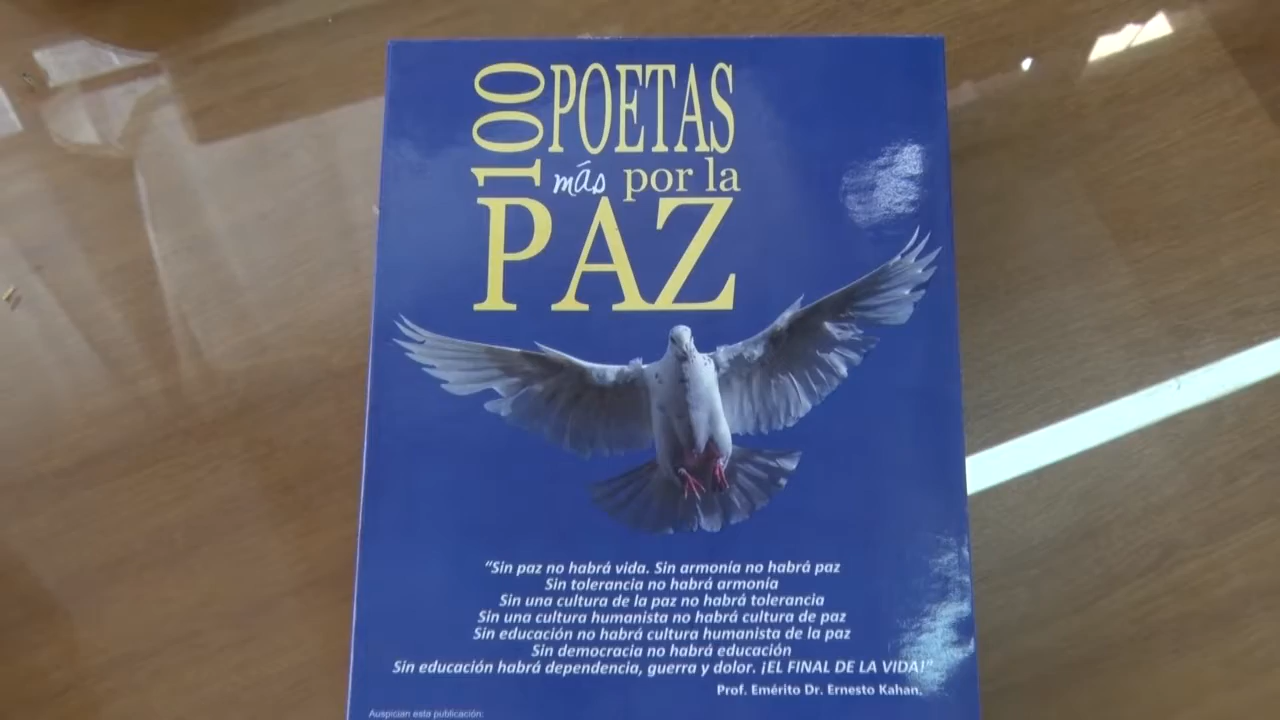 100 POETAS
más por la
PAZ
"Sin paz no habrá vida. Sin armonía no habrá paz
Sin tolerancia no habrá armonía
Sin una cultura de la paz no habrá tolerancia
Sin una cultura humanista no habrá cultura de paz
Sin educación no habrá cultura humanista de la paz
Sin democracia no habrá educación
Sin educación habrá dependencia, guerra y dolor. ¡EL FINAL DE LA VIDA!"
Prof. Emérito Dr. Ernesto Kahan.
Auspician esta publicación: